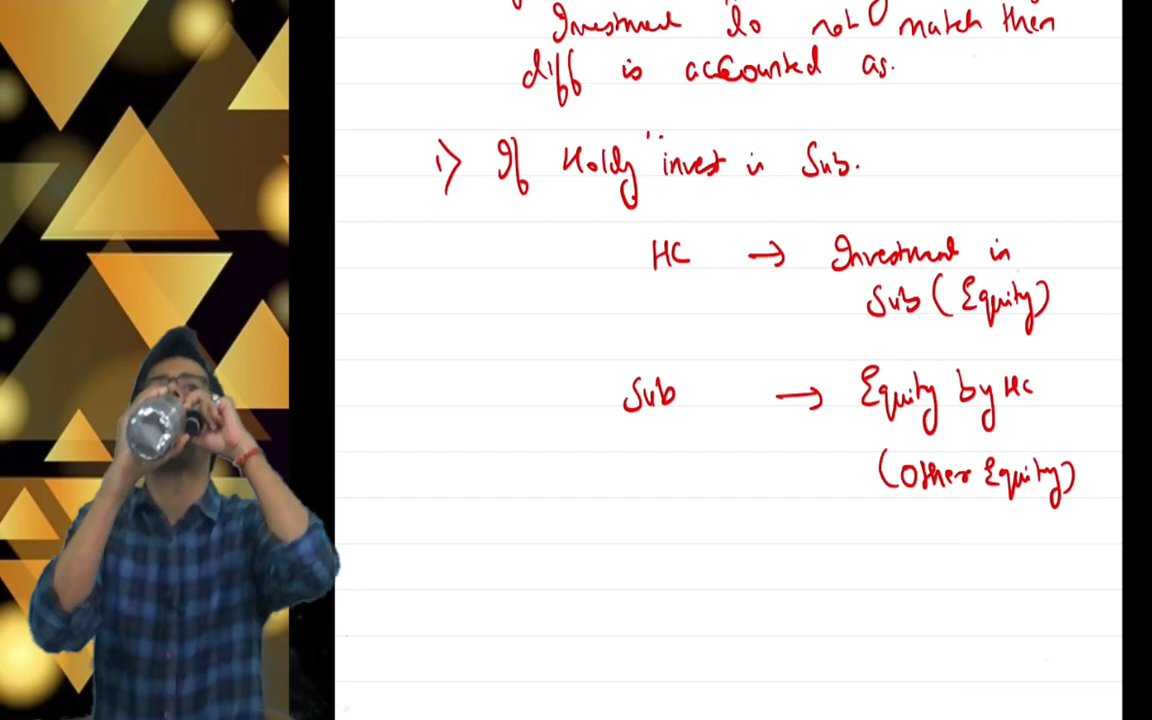 Investment do not match then
diff is accounted as.
1) If Holdg invest in Sub.
HC → Investment in
Sub (Equity)
Sub → Equity by HC
(Other Equity)